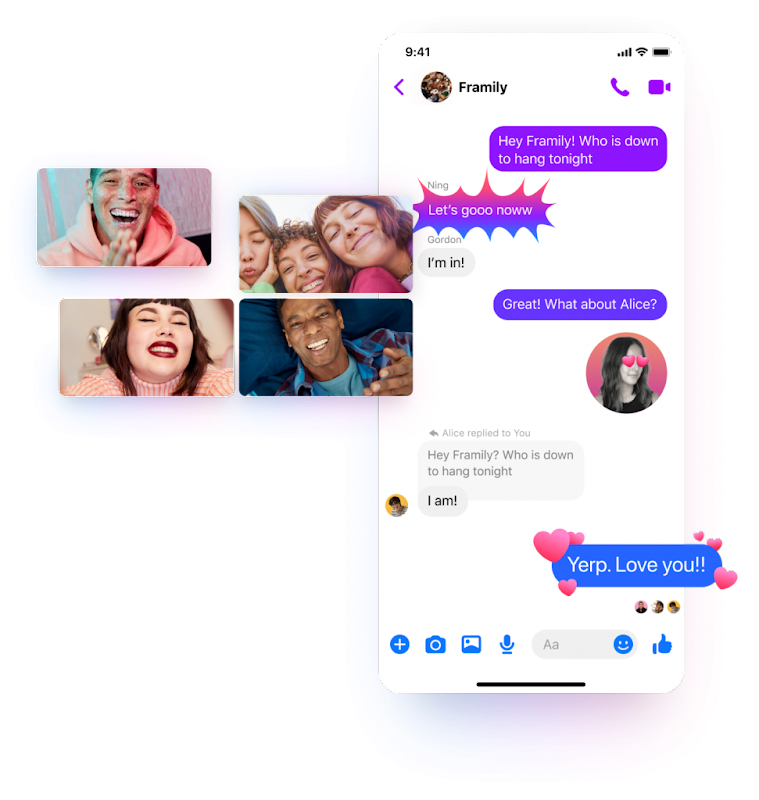 9:41
Framily
Hey Framily! Who is down
to hang tonight
Ning
Let's gooo noww
Gordon
I'm in!
Great! What about Alice?
Alice replied to You
Hey Framily? Who is down
to hang tonight
I am!
Yerp. Love you!!
Aa